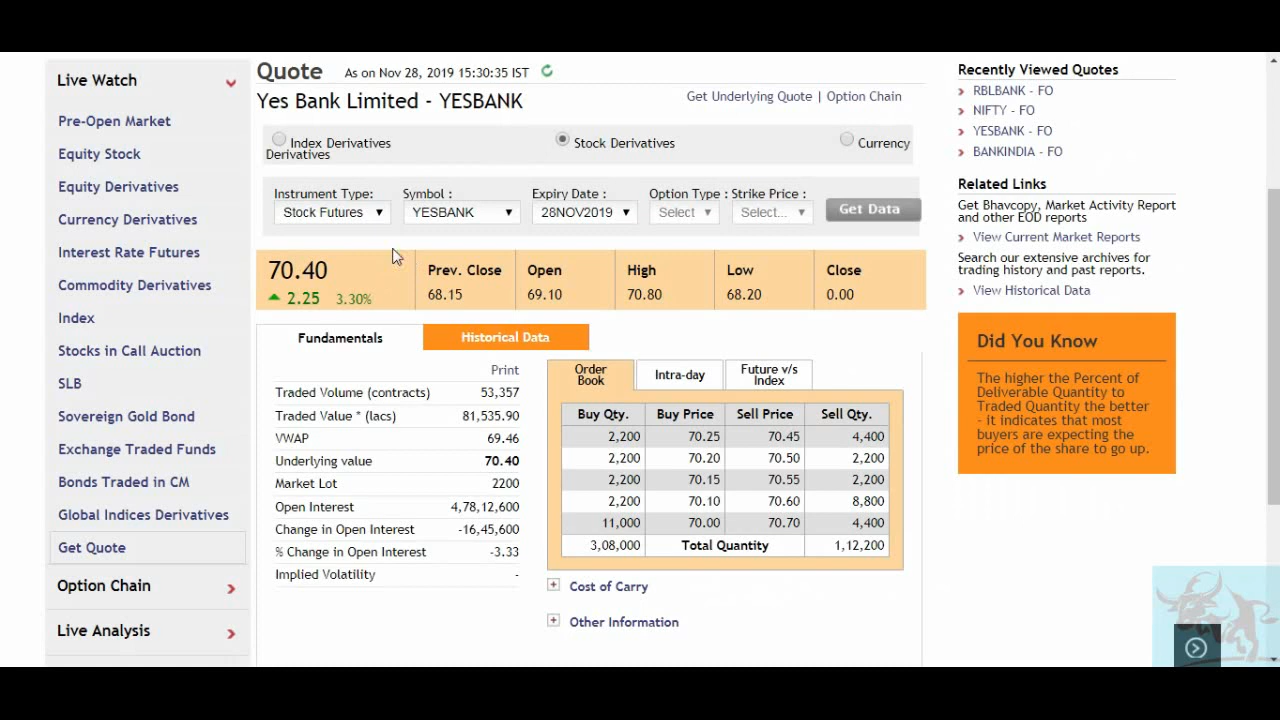 Live Watch
Pre-Open Market
Equity Stock
Equity Derivatives
Currency Derivatives
Interest Rate Futures
Commodity Derivatives
Index
Stocks in Call Auction
SLB
Sovereign Gold Bond
Exchange Traded Funds
Bonds Traded in CM
Global Indices Derivatives
Get Quote
Option Chain
Live Analysis
Quote As on Nov 28, 2019 15:30:35 IST
Yes Bank Limited - YESBANK
Get Underlying Quote | Option Chain
Index Derivatives Stock Derivatives Currency
Derivatives
Instrument Type: Symbol : Expiry Date : Option Type : Strike Price :
Stock Futures YESBANK 28NOV2019 Select Select... Get Data
70.40 Prev. Close Open High Low Close
2.25 3.30% 68.15 69.10 70.80 68.20 0.00
Fundamentals Historical Data
Print
Traded Volume (contracts) 53,357
Traded Value * (lacs) 81,535.90
VWAP 69.46
Underlying value 70.40
Market Lot 2200
Open Interest 4,78,12,600
Change in Open Interest -16,45,600
% Change in Open Interest -3.33
Implied Volatility -
Order Book Intra-day Future v/s Index
Buy Qty. Buy Price Sell Price Sell Qty.
2,200 70.25 70.45 4,400
2,200 70.20 70.50 2,200
2,200 70.15 70.55 2,200
2,200 70.10 70.60 8,800
11,000 70.00 70.70 4,400
3,08,000 Total Quantity 1,12,200
Cost of Carry
Other Information
Recently Viewed Quotes
RBLBANK - FO
NIFTY - FO
YESBANK - FO
BANKINDIA - FO
Related Links
Get Bhavcopy, Market Activity Report
and other EOD reports
View Current Market Reports
Search our extensive archives for
trading history and past reports.
View Historical Data
Did You Know
The higher the Percent of
Deliverable Quantity to
Traded Quantity the better
- it indicates that most
buyers are expecting the
price of the share to go up.